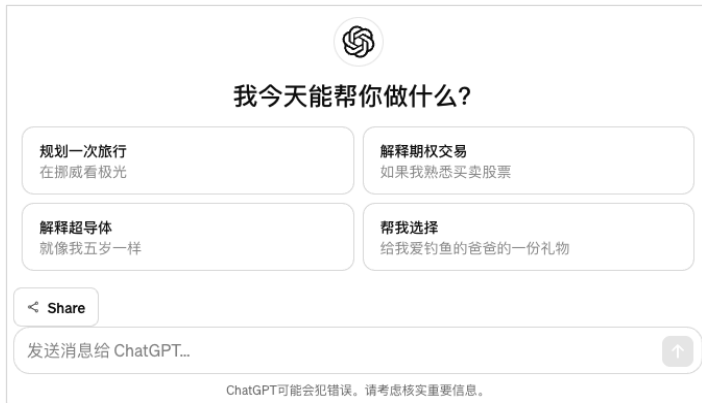 我今天能帮你做什么?
规划一次旅行
在挪威看极光
解释期权交易
如果我熟悉买卖股票
解释超导体
就像我五岁一样
帮我选择
给我爱钓鱼的爸爸的一份礼物
Share
发送消息给 ChatGPT...
ChatGPT可能会犯错误。请考虑核实重要信息。